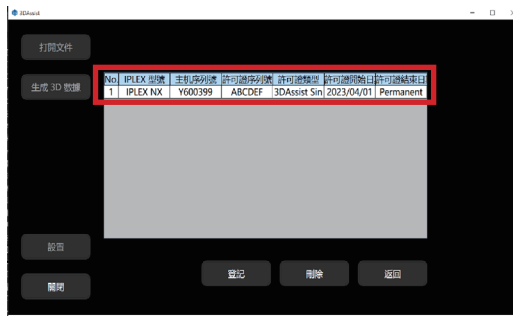 3DAssist
打開文件
生成 3D 數據
No. IPLEX 型號 主机序列號 許可證序列號 許可證類型 許可證開始日 許可證結束日
1 IPLEX NX Y600399 ABCDEF 3DAssist Sin 2023/04/01 Permanent
設置
關閉
登記 刪除 返回